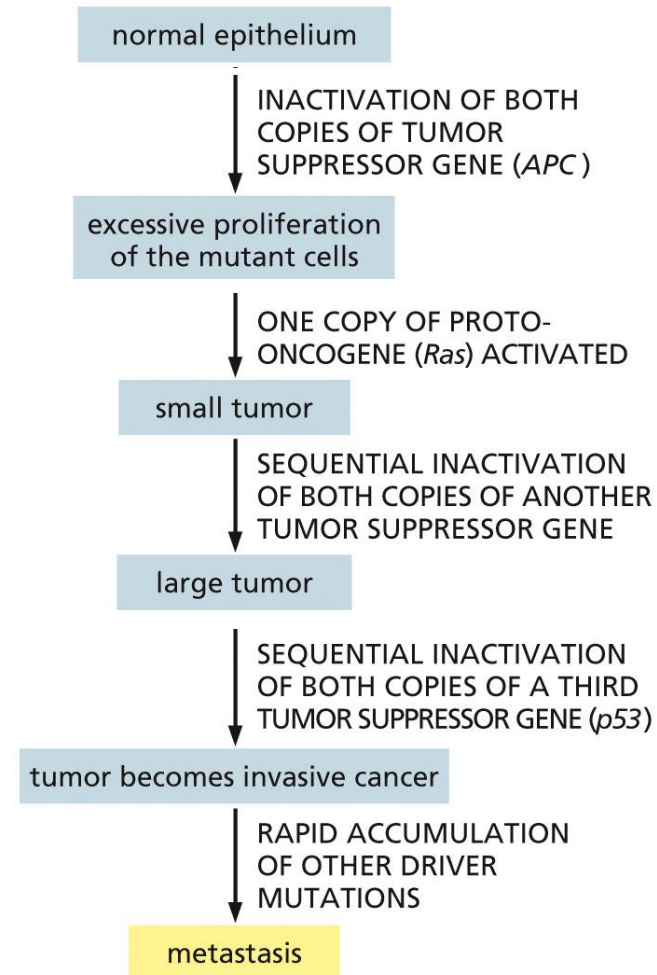 normal epithelium
INACTIVATION OF BOTH
COPIES OF TUMOR
SUPPRESSOR GENE (APC)
excessive proliferation
of the mutant cells
ONE COPY OF PROTO-
ONCOGENE (Ras) ACTIVATED
small tumor
SEQUENTIAL INACTIVATION
OF BOTH COPIES OF ANOTHER
TUMOR SUPPRESSOR GENE
large tumor
SEQUENTIAL INACTIVATION
OF BOTH COPIES OF A THIRD
TUMOR SUPPRESSOR GENE (p53)
tumor becomes invasive cancer
RAPID ACCUMULATION
OF OTHER DRIVER
MUTATIONS
metastasis